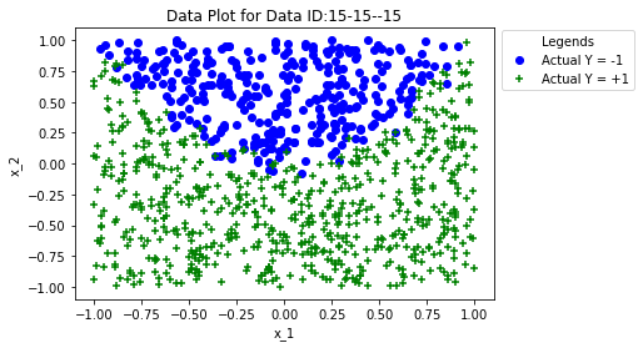 Data Plot for Data ID:15-15--15
Legends
Actual Y = -1
Actual Y = +1
x_2
1.00
0.75
0.50
0.25
0.00
−0.25
−0.50
−0.75
−1.00
−1.00 −0.75 −0.50 −0.25 0.00 0.25 0.50 0.75 1.00
x_1